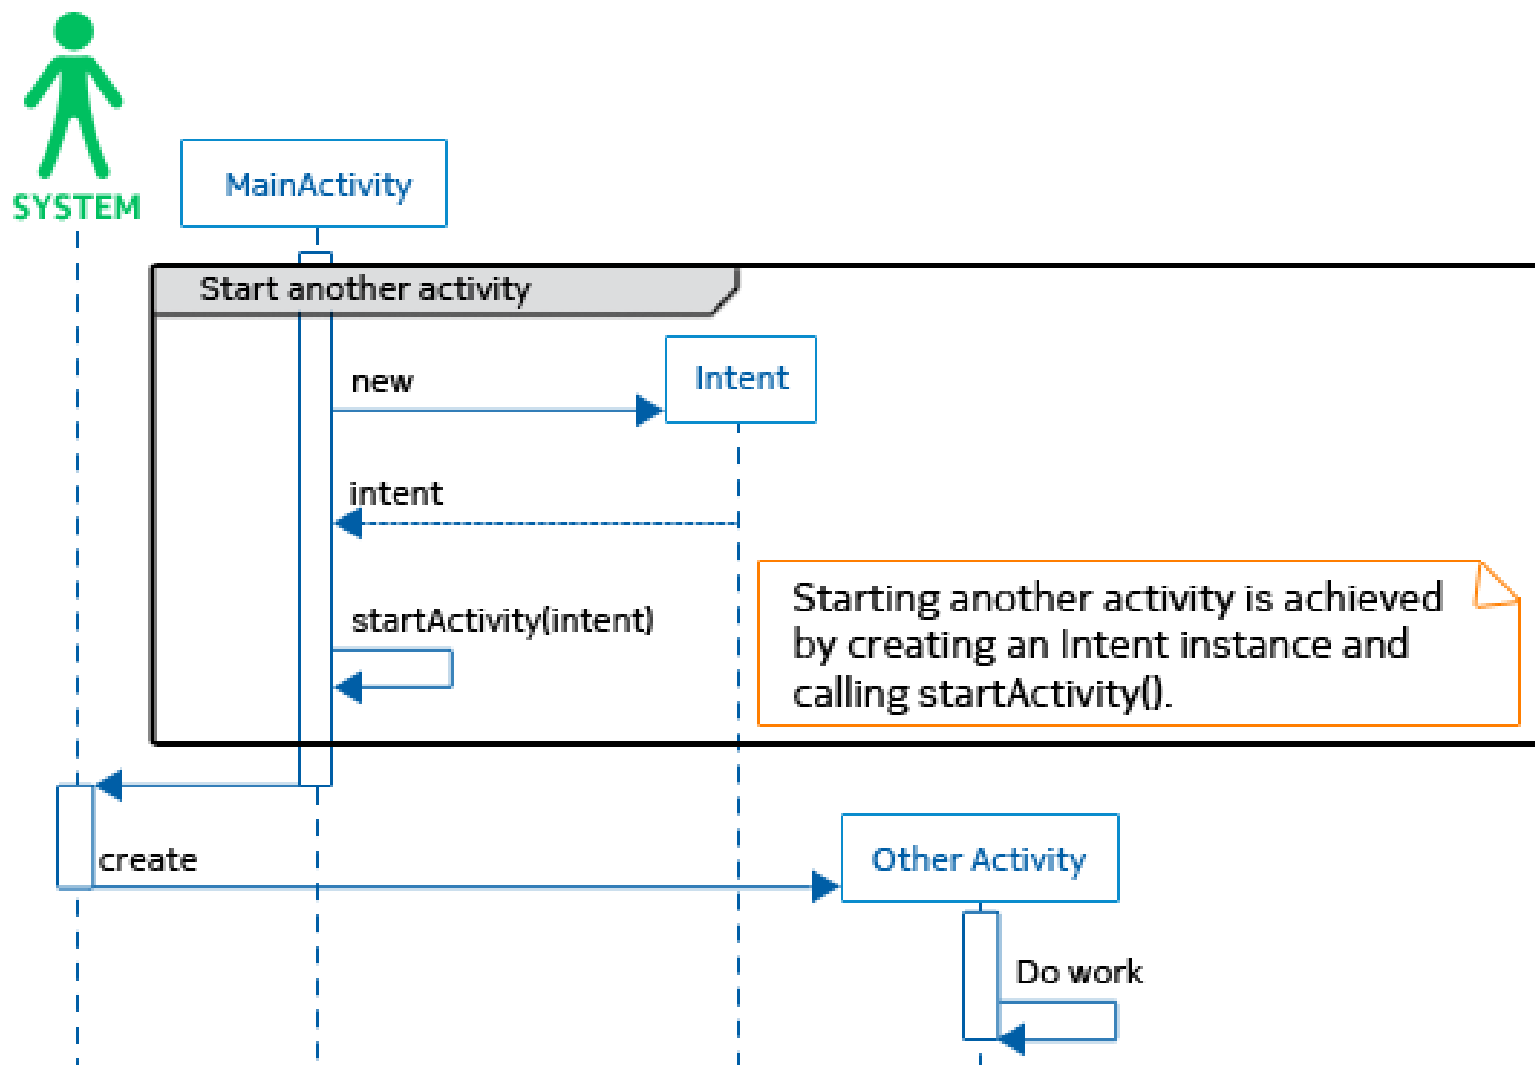 SYSTEM
MainActivity
Start another activity
new
Intent
intent
startActivity(intent)
Starting another activity is achieved
by creating an Intent instance and
calling startActivity().
create
Other Activity
Do work